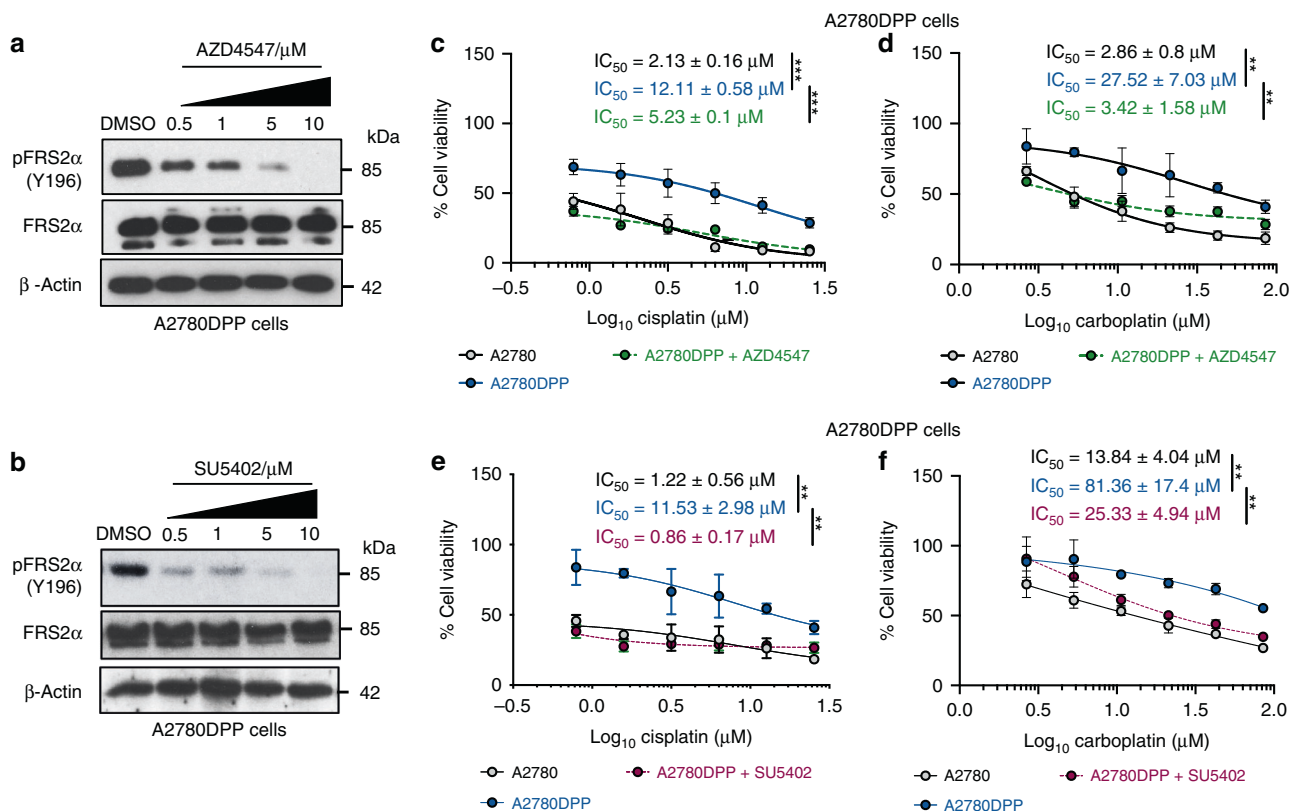 A2780DPP cells
a
AZD4547/μM
DMSO 0.5 1 5 10 kDa
pFRS2α
(Y196)
85
FRS2α
85
β -Actin
42
A2780DPP cells
c
IC50 = 2.13 ± 0.16 μM
IC50 = 12.11 ± 0.58 μM
IC50 = 5.23 ± 0.1 μM
***
***
% Cell viability
150
100
50
0
–0.5 0.0 0.5 1.0 1.5
Log10 cisplatin (μM)
A2780 A2780DPP + AZD4547
A2780DPP
d
IC50 = 2.86 ± 0.8 μM
IC50 = 27.52 ± 7.03 μM
IC50 = 3.42 ± 1.58 μM
**
**
% Cell viability
150
100
50
0
0.0 0.5 1.0 1.5 2.0
Log10 carboplatin (μM)
A2780 A2780DPP + AZD4547
A2780DPP
b
SU5402/μM
DMSO 0.5 1 5 10 kDa
pFRS2α
(Y196)
85
FRS2α
85
β-Actin
42
A2780DPP cells
A2780DPP cells
e
IC50 = 1.22 ± 0.56 μM
IC50 = 11.53 ± 2.98 μM
IC50 = 0.86 ± 0.17 μM
**
**
% Cell viability
150
100
50
0
–0.5 0.0 0.5 1.0 1.5
Log10 cisplatin (μM)
A2780 A2780DPP + SU5402
A2780DPP
f
IC50 = 13.84 ± 4.04 μM
IC50 = 81.36 ± 17.4 μM
IC50 = 25.33 ± 4.94 μM
**
**
% Cell viability
150
100
50
0
0.0 0.5 1.0 1.5 2.0
Log10 carboplatin (μM)
A2780 A2780DPP + SU5402
A2780DPP